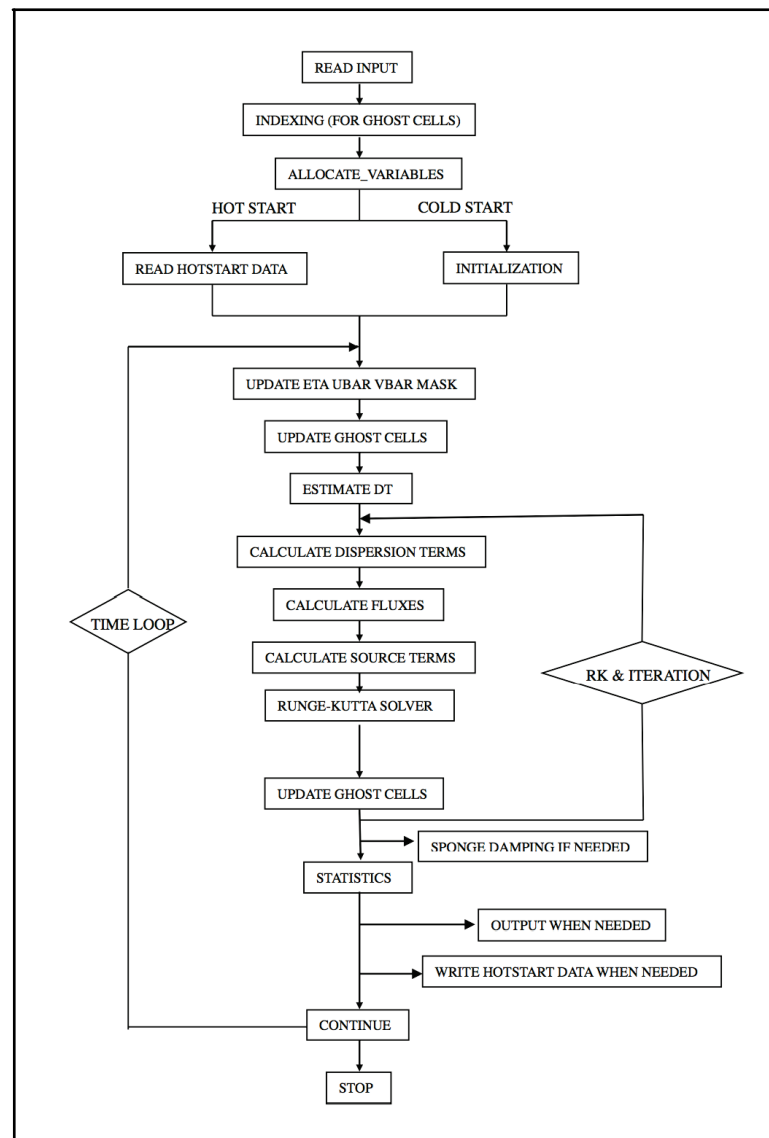 READ INPUT
INDEXING (FOR GHOST CELLS)
ALLOCATE_VARIABLES
HOT START
COLD START
READ HOTSTART DATA
INITIALIZATION
UPDATE ETA UBAR VBAR MASK
UPDATE GHOST CELLS
ESTIMATE DT
CALCULATE DISPERSION TERMS
CALCULATE FLUXES
TIME LOOP
CALCULATE SOURCE TERMS
RK & ITERATION
RUNGE-KUTTA SOLVER
UPDATE GHOST CELLS
SPONGE DAMPING IF NEEDED
STATISTICS
OUTPUT WHEN NEEDED
WRITE HOTSTART DATA WHEN NEEDED
CONTINUE
STOP